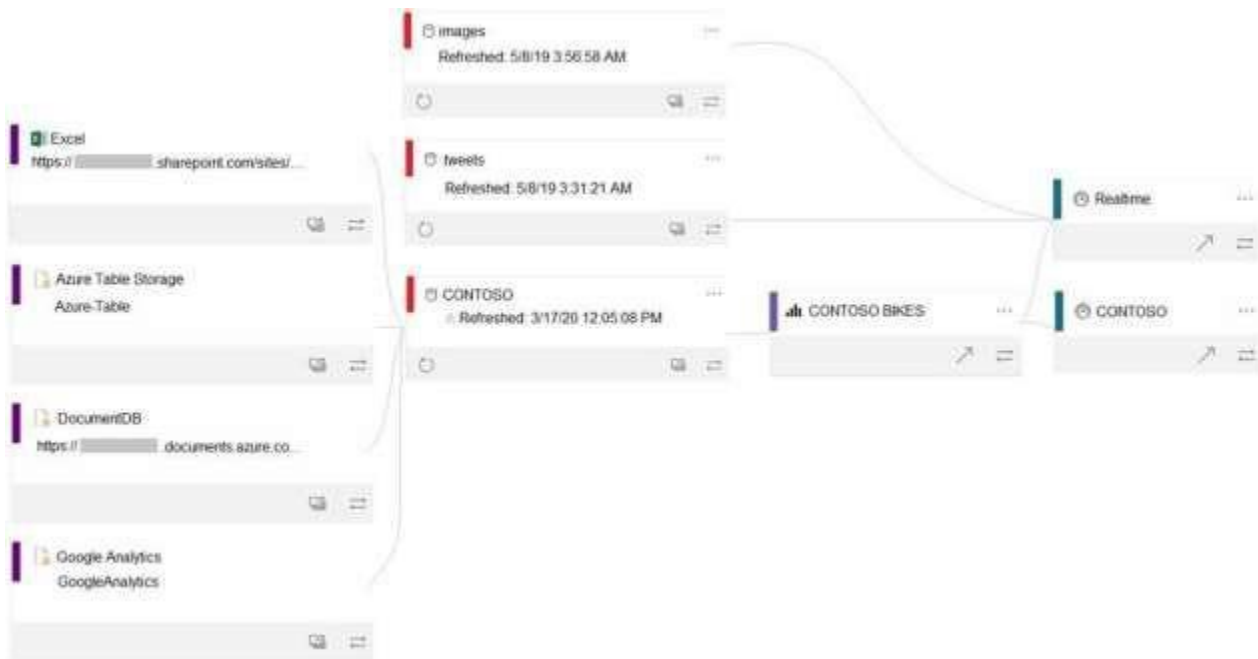 Excel
https://
.sharepoint.com/sites/...
Azure Table Storage
Azure-Table
DocumentDB
https://
.documents.azure.co...
Google Analytics
GoogleAnalytics
images
Refreshed: 5/8/19 3:56:58 AM
tweets
Refreshed: 5/8/19 3:31:21 AM
CONTOSO
Refreshed: 3/17/20 12:05:08 PM
CONTOSO BIKES
Realtime
CONTOSO